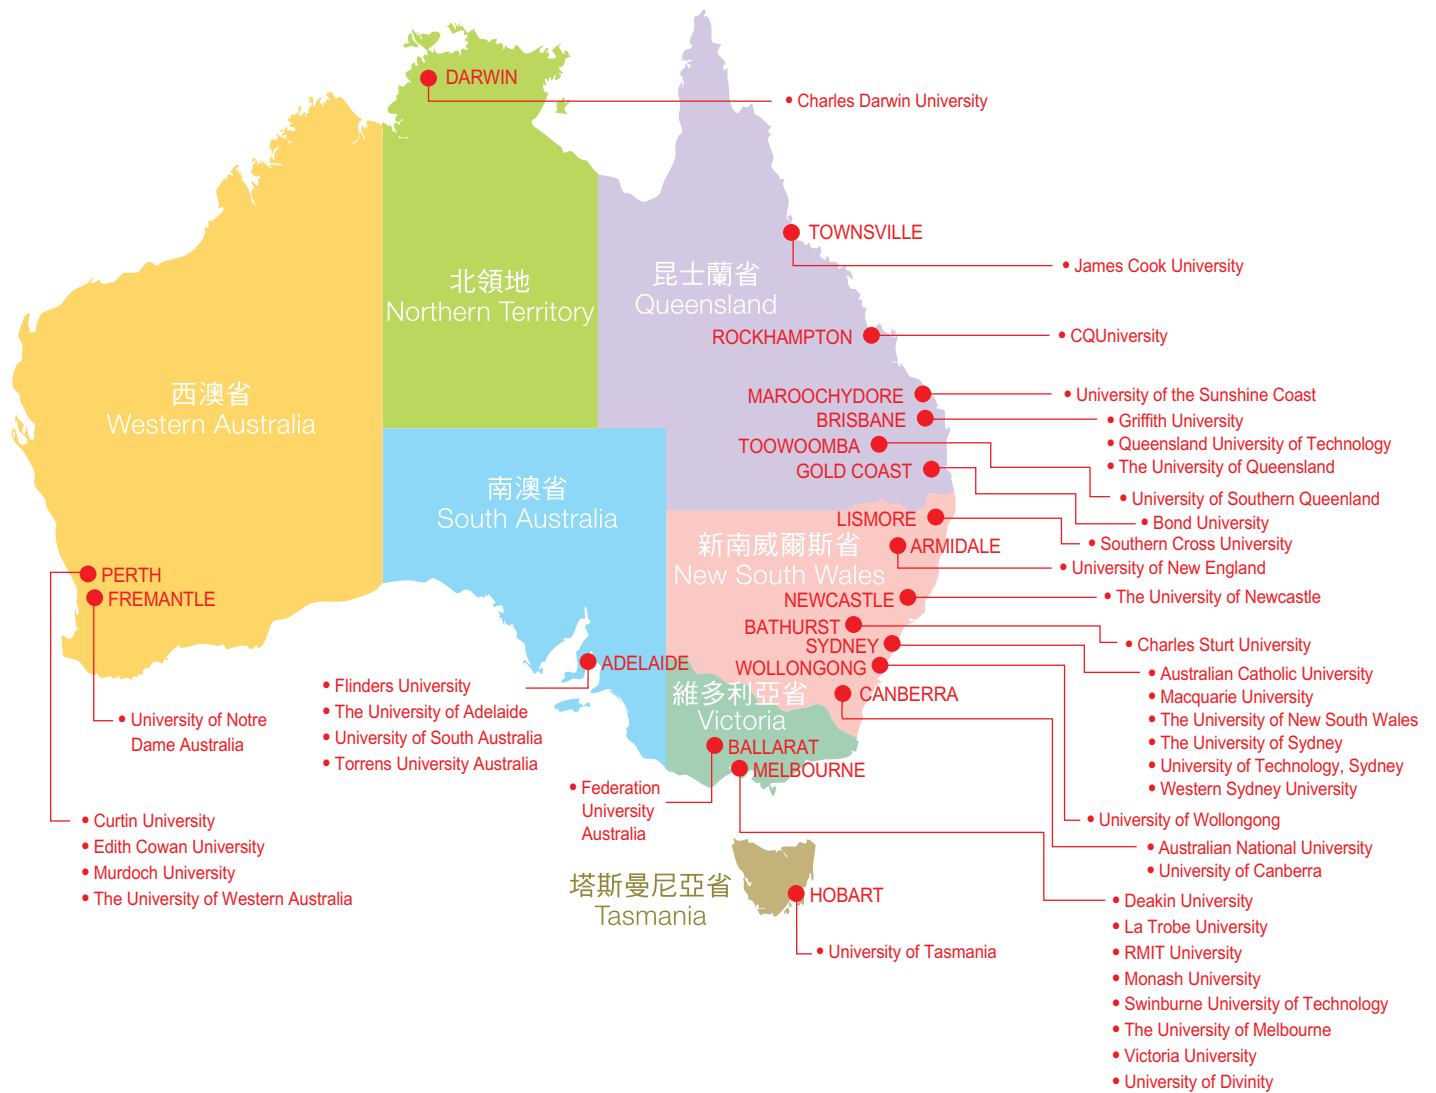 DARWIN
• Charles Darwin University
TOWNSVILLE
• James Cook University
北領地
Northern Territory
昆士蘭省
Queensland
ROCKHAMPTON
• CQUniversity
西澳省
Western Australia
MAROOCHYDORE
• University of the Sunshine Coast
BRISBANE
• Griffith University
• Queensland University of Technology
• The University of Queensland
TOOWOOMBA
• University of Southern Queenland
GOLD COAST
• Bond University
南澳省
South Australia
LISMORE
• Southern Cross University
新南威爾斯省
New South Wales
ARMIDALE
• University of New England
NEWCASTLE
• The University of Newcastle
BATHURST
• Charles Sturt University
SYDNEY
• Australian Catholic University
• Macquarie University
• The University of New South Wales
• The University of Sydney
• University of Technology, Sydney
• Western Sydney University
WOLLONGONG
• University of Wollongong
CANBERRA
• Australian National University
• University of Canberra
PERTH
FREMANTLE
• University of Notre
Dame Australia
• Curtin University
• Edith Cowan University
• Murdoch University
• The University of Western Australia
ADELAIDE
• Flinders University
• The University of Adelaide
• University of South Australia
• Torrens University Australia
維多利亞省
Victoria
BALLARAT
• Federation
University
Australia
MELBOURNE
• Deakin University
• La Trobe University
• RMIT University
• Monash University
• Swinburne University of Technology
• The University of Melbourne
• Victoria University
• University of Divinity
塔斯曼尼亞省
Tasmania
HOBART
• University of Tasmania